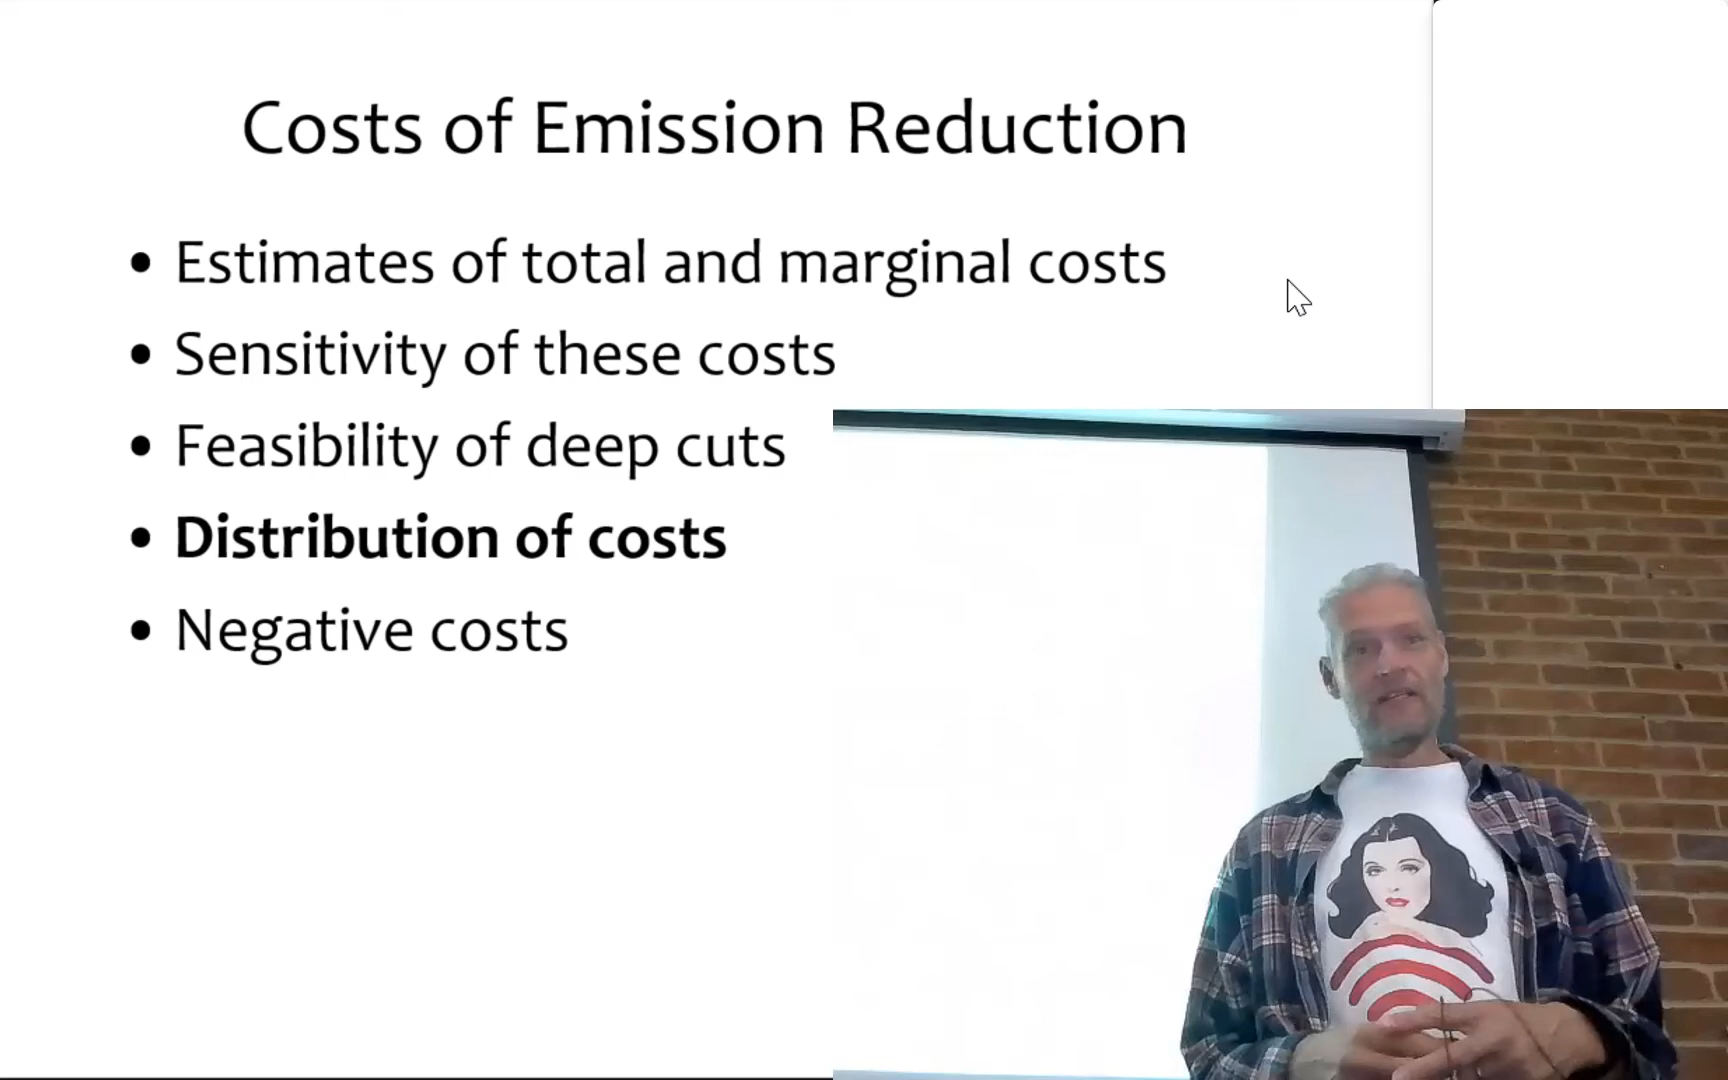 Costs of Emission Reduction
• Estimates of total and marginal costs
• Sensitivity of these costs
• Feasibility of deep cuts
• Distribution of costs
• Negative costs